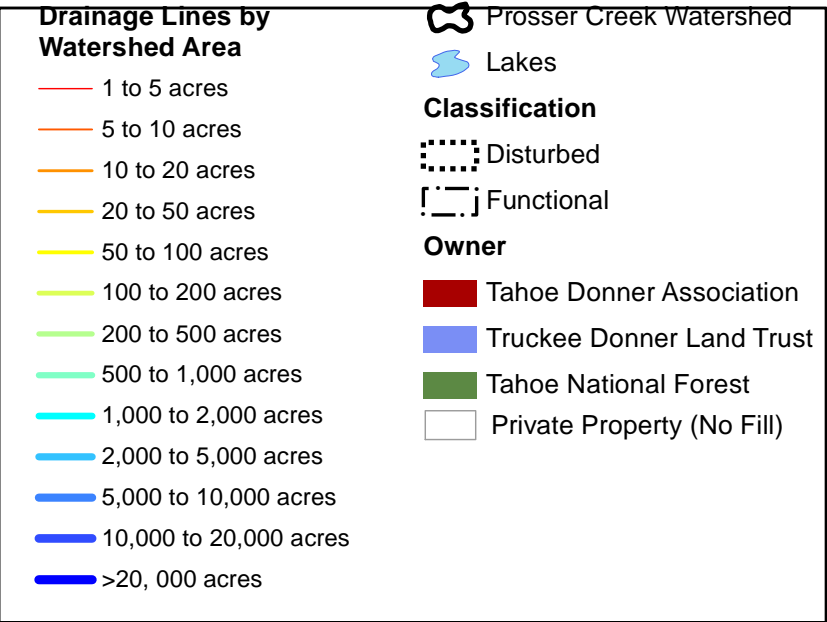 Drainage Lines by
Watershed Area
1 to 5 acres
5 to 10 acres
10 to 20 acres
20 to 50 acres
50 to 100 acres
100 to 200 acres
200 to 500 acres
500 to 1,000 acres
1,000 to 2,000 acres
2,000 to 5,000 acres
5,000 to 10,000 acres
10,000 to 20,000 acres
>20, 000 acres
Prosser Creek Watershed
Lakes
Classification
Disturbed
Functional
Owner
Tahoe Donner Association
Truckee Donner Land Trust
Tahoe National Forest
Private Property (No Fill)